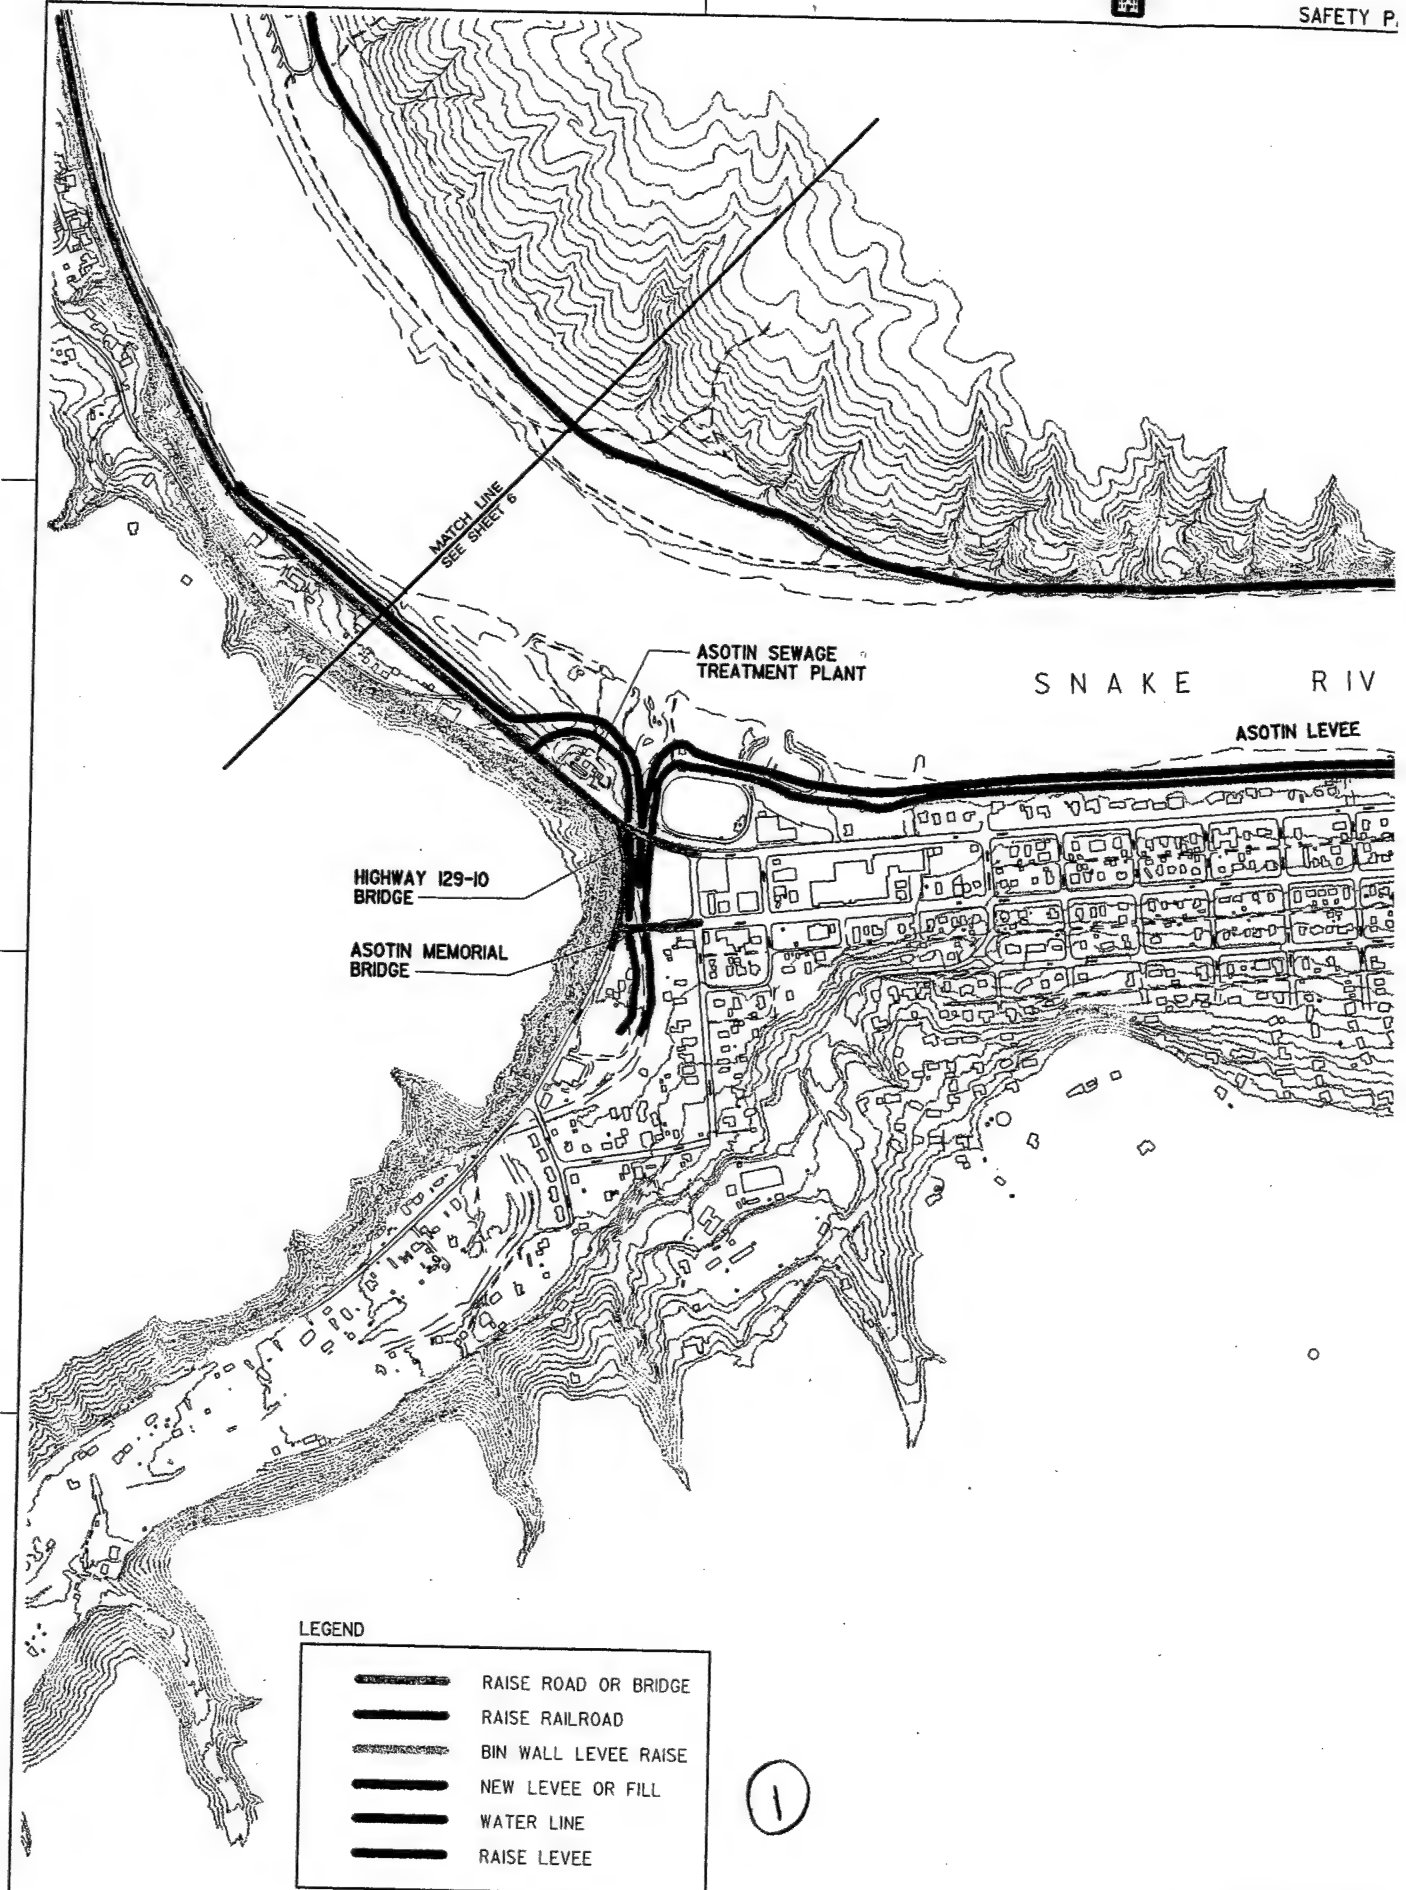 SAFETY P
MATCH LINE
SEE SHEET 6
ASOTIN SEWAGE
TREATMENT PLANT
SNAKE RIV
ASOTIN LEVEE
HIGHWAY 129-10
BRIDGE
ASOTIN MEMORIAL
BRIDGE
LEGEND
RAISE ROAD OR BRIDGE
RAISE RAILROAD
BIN WALL LEVEE RAISE
NEW LEVEE OR FILL
WATER LINE
RAISE LEVEE
1